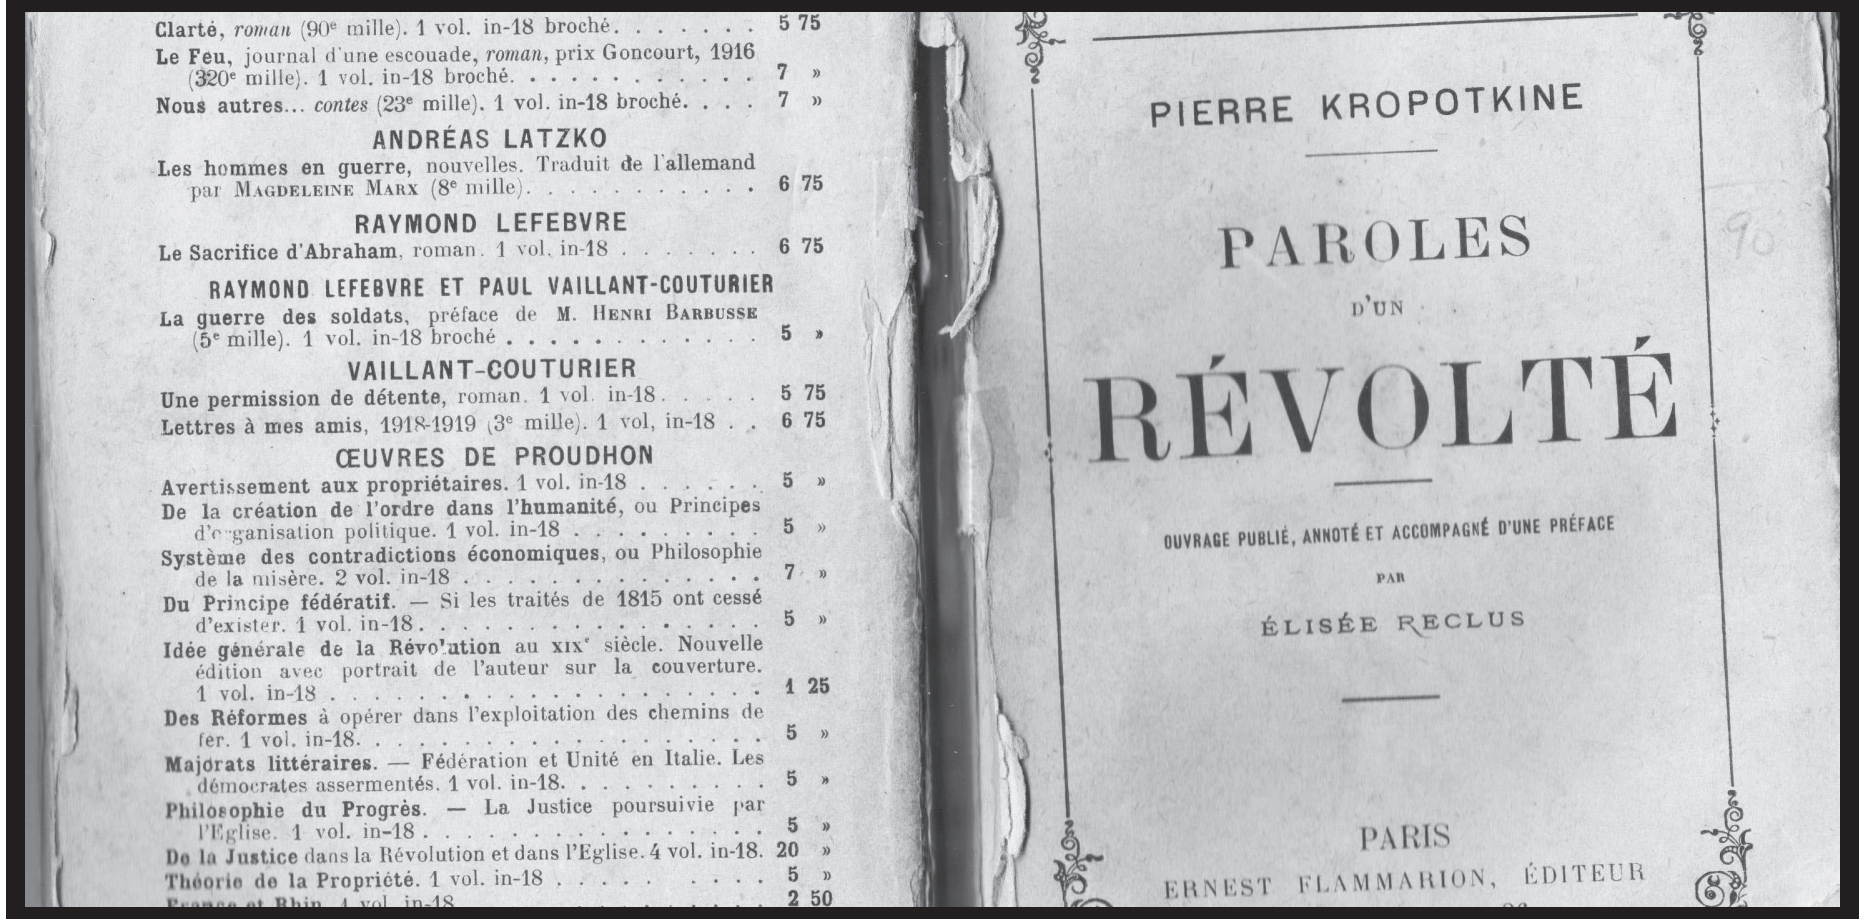 Clarté, roman (90e mille). 1 vol. in-18 broché. . . . . . . . 5 75
Le Feu, journal d'une escouade, roman, prix Goncourt, 1916
(320e mille). 1 vol. in-18 broché. . . . . . . . . . . . 7 »
Nous autres... contes (23e mille). 1 vol. in-18 broché. . . . 7 »
ANDRÉAS LATZKO
Les hommes en guerre, nouvelles. Traduit de l'allemand
par MAGDELEINE MARX (8e mille). . . . . . . . . . . 6 75
RAYMOND LEFEBVRE
Le Sacrifice d'Abraham, roman. 1 vol. in-18 . . . . . . . 6 75
RAYMOND LEFEBVRE ET PAUL VAILLANT-COUTURIER
La guerre des soldats, préface de M. HENRI BARBUSSE
(5e mille). 1 vol. in-18 broché . . . . . . . . . . . . 5 »
VAILLANT-COUTURIER
Une permission de détente, roman. 1 vol. in-18. . . . . 5 75
Lettres à mes amis, 1918-1919 (3e mille). 1 vol, in-18 . . 6 75
ŒUVRES DE PROUDHON
Avertissement aux propriétaires. 1 vol. in-18 . . . . . . 5 »
De la création de l'ordre dans l'humanité, ou Principes
d'organisation politique. 1 vol. in-18 . . . . . . . . . 5 »
Système des contradictions économiques, ou Philosophie
de la misère. 2 vol. in-18 . . . . . . . . . . . . . . 7 »
Du Principe fédératif. — Si les traités de 1815 ont cessé
d'exister. 1 vol. in-18. . . . . . . . . . . . . . . . 5 »
Idée générale de la Révolution au XIXe siècle. Nouvelle
édition avec portrait de l'auteur sur la couverture.
1 vol. in-18 . . . . . . . . . . . . . . . . . . . . 1 25
Des Réformes à opérer dans l'exploitation des chemins de
fer. 1 vol. in-18. . . . . . . . . . . . . . . . . . . 5 »
Majorats littéraires. — Fédération et Unité en Italie. Les
démocrates assermentés. 1 vol. in-18. . . . . . . . . 5 »
Philosophie du Progrès. — La Justice poursuivie par
l'Eglise. 1 vol. in-18 . . . . . . . . . . . . . . . . 5 »
De la Justice dans la Révolution et dans l'Eglise. 4 vol. in-18. 20 »
Théorie de la Propriété. 1 vol. in-18 . . . . . . . . . 5 »
France et Rhin. 1 vol. in-18 . . . . . . . . . . . . . 2 50
PIERRE KROPOTKINE
PAROLES
90
D'UN
RÉVOLTÉ
OUVRAGE PUBLIÉ, ANNOTÉ ET ACCOMPAGNÉ D'UNE PRÉFACE
PAR
ÉLISÉE RECLUS
PARIS
ERNEST FLAMMARION, ÉDITEUR